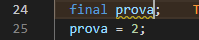 24 final prova; T
25 prova = 2;